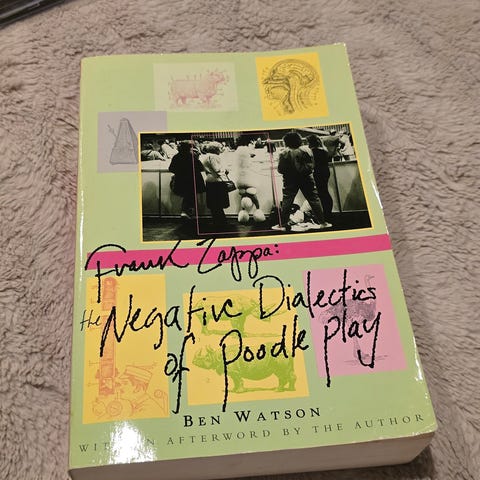 Frank Zappa:
the Negative Dialectics
of Poodle Play
BEN WATSON
WITH AN AFTERWORD BY THE AUTHOR